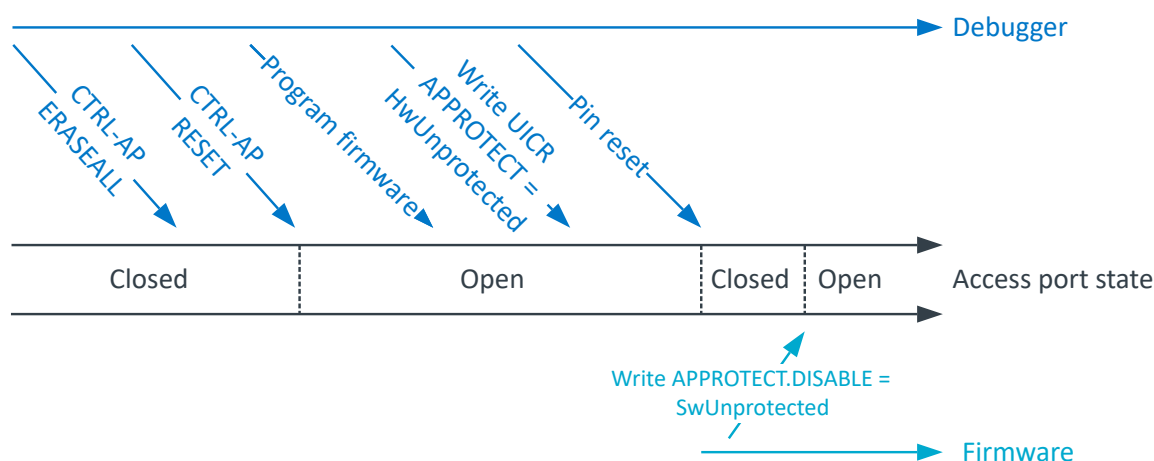 Debugger
CTRL-AP
ERASEALL
CTRL-AP
RESET
Program firmware
Write UICR
APPROTECT =
HwUnprotected
Pin reset
Closed
Open
Closed
Open
Access port state
Write APPROTECT.DISABLE =
SwUnprotected
Firmware